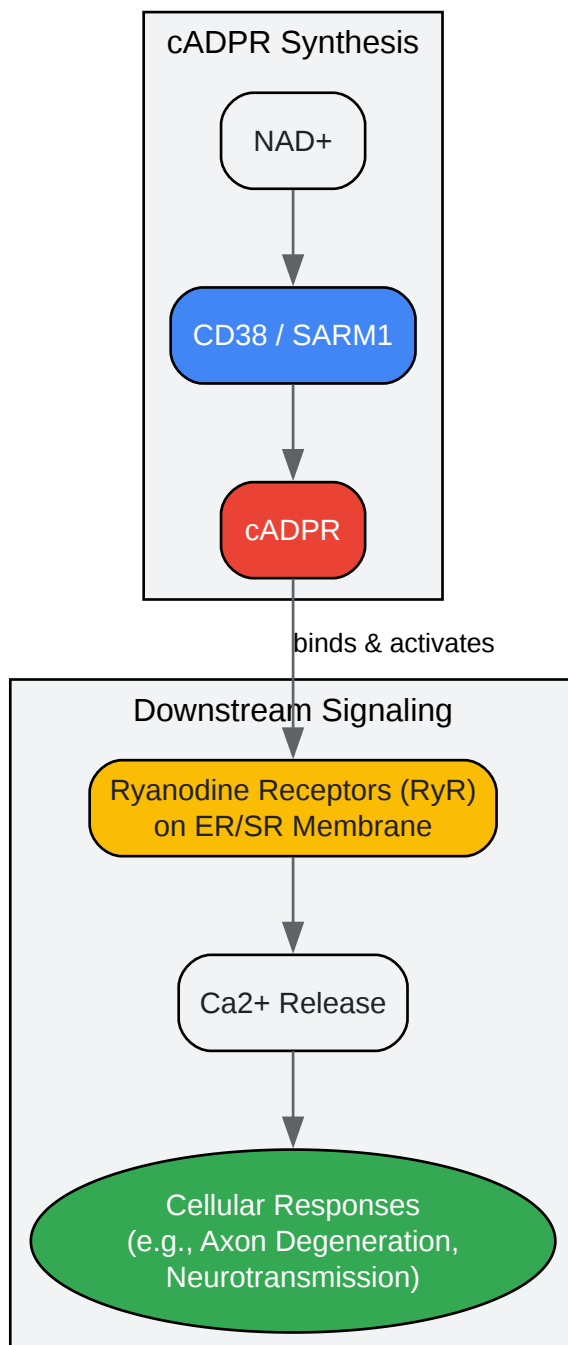 cADPR Synthesis
NAD+
CD38 / SARM1
cADPR
binds & activates
Downstream Signaling
Ryanodine Receptors (RyR)
on ER/SR Membrane
Ca2+ Release
Cellular Responses
(e.g., Axon Degeneration,
Neurotransmission)